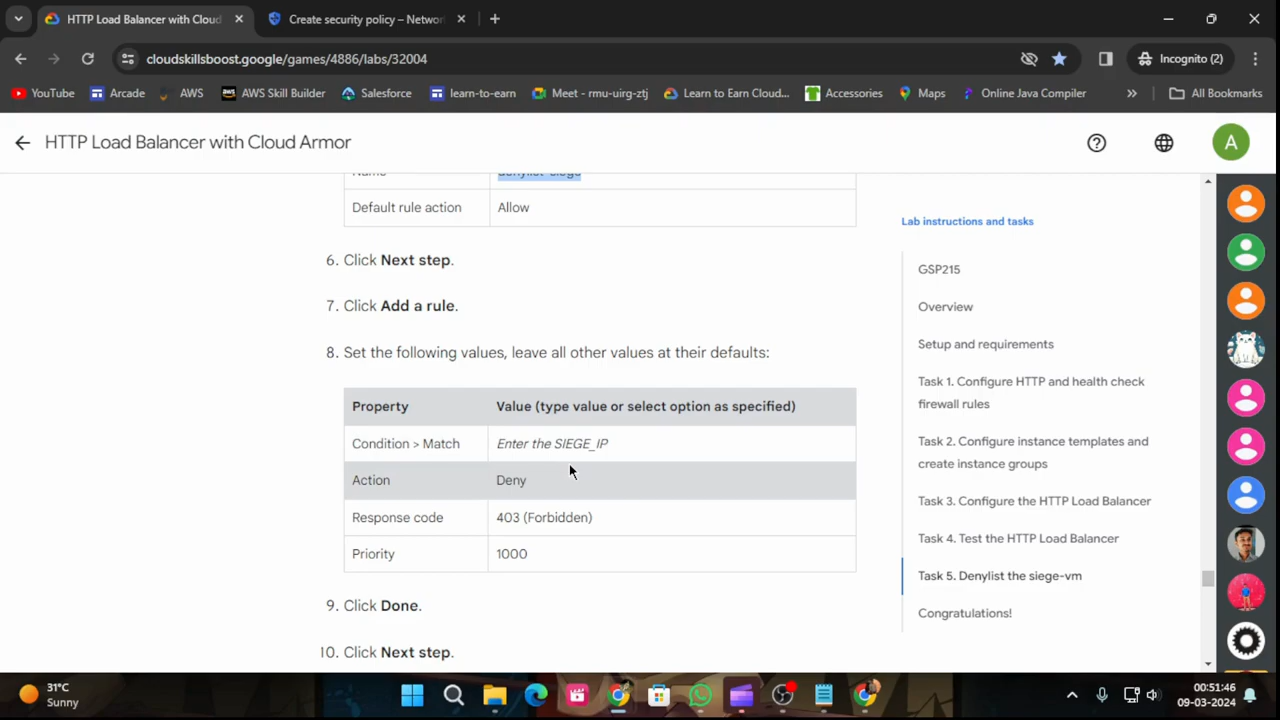 HTTP Load Balancer with Cloud
Create security policy – Networ
cloudskillsboost.google/games/4886/labs/32004
Incognito (2)
YouTube
Arcade
AWS
AWS Skill Builder
Salesforce
learn-to-earn
Meet - rmu-uirg-ztj
Learn to Earn Cloud...
Accessories
Maps
Online Java Compiler
All Bookmarks
HTTP Load Balancer with Cloud Armor
A
Name denylist-siege
Default rule action Allow
6. Click Next step.
7. Click Add a rule.
8. Set the following values, leave all other values at their defaults:
Property Value (type value or select option as specified)
Condition > Match Enter the SIEGE_IP
Action Deny
Response code 403 (Forbidden)
Priority 1000
9. Click Done.
10. Click Next step.
Lab instructions and tasks
GSP215
Overview
Setup and requirements
Task 1. Configure HTTP and health check
firewall rules
Task 2. Configure instance templates and
create instance groups
Task 3. Configure the HTTP Load Balancer
Task 4. Test the HTTP Load Balancer
Task 5. Denylist the siege-vm
Congratulations!
31°C
Sunny
00:51:46
09-03-2024